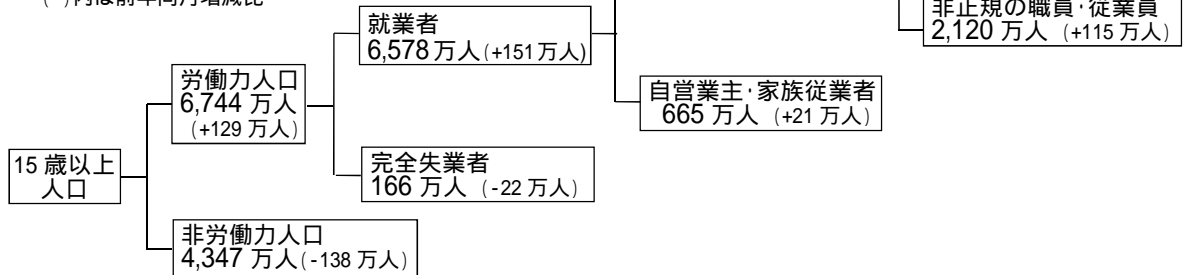 ( )内は前年同月増減比
非正規の職員・従業員
2,120 万人 (+115 万人)
就業者
6,578 万人(+151万人)
労働力人口
6,744 万人
(+129 万人)
自営業主・家族従業者
665 万人 (+21 万人)
15 歳以上
人口
完全失業者
166 万人 (-22 万人)
非労働力人口
4,347 万人(-138 万人)